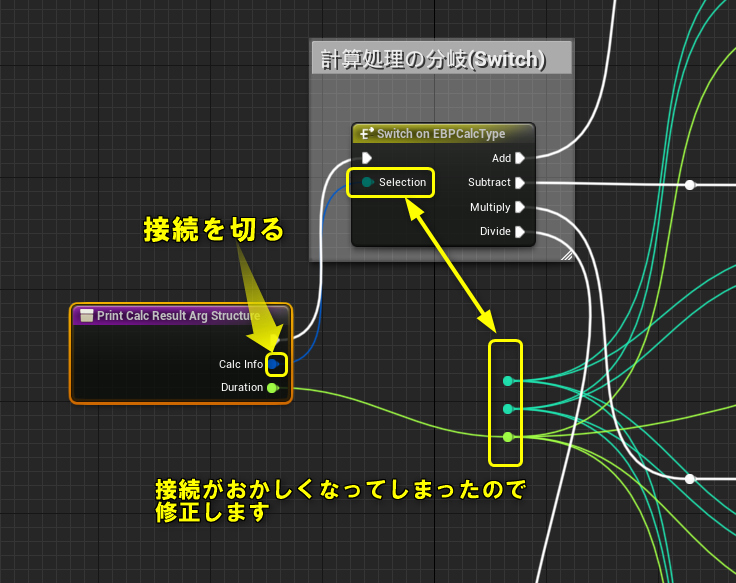 計算処理の分岐(Switch)
Switch on EBPCalcType
Add
Selection
Subtract
Multiply
Divide
接続を切る
Print Calc Result Arg Structure
Calc Info
Duration
接続がおかしくなってしまったので
修正します